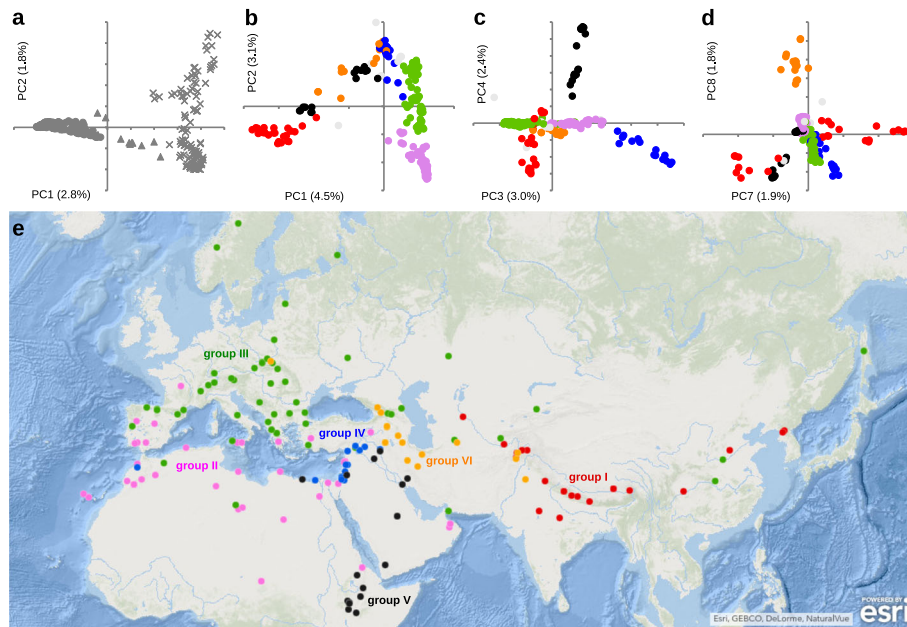 a
b
c
d
PC2 (1.8%)
PC2 (3.1%)
PC4 (2.4%)
PC8 (1.8%)
PC1 (2.8%)
PC1 (4.5%)
PC3 (3.0%)
PC7 (1.9%)
e
group III
group IV
group II
group VI
group I
group V
POWERED BY
esri
Esri, GEBCO, DeLorme, NaturalVue